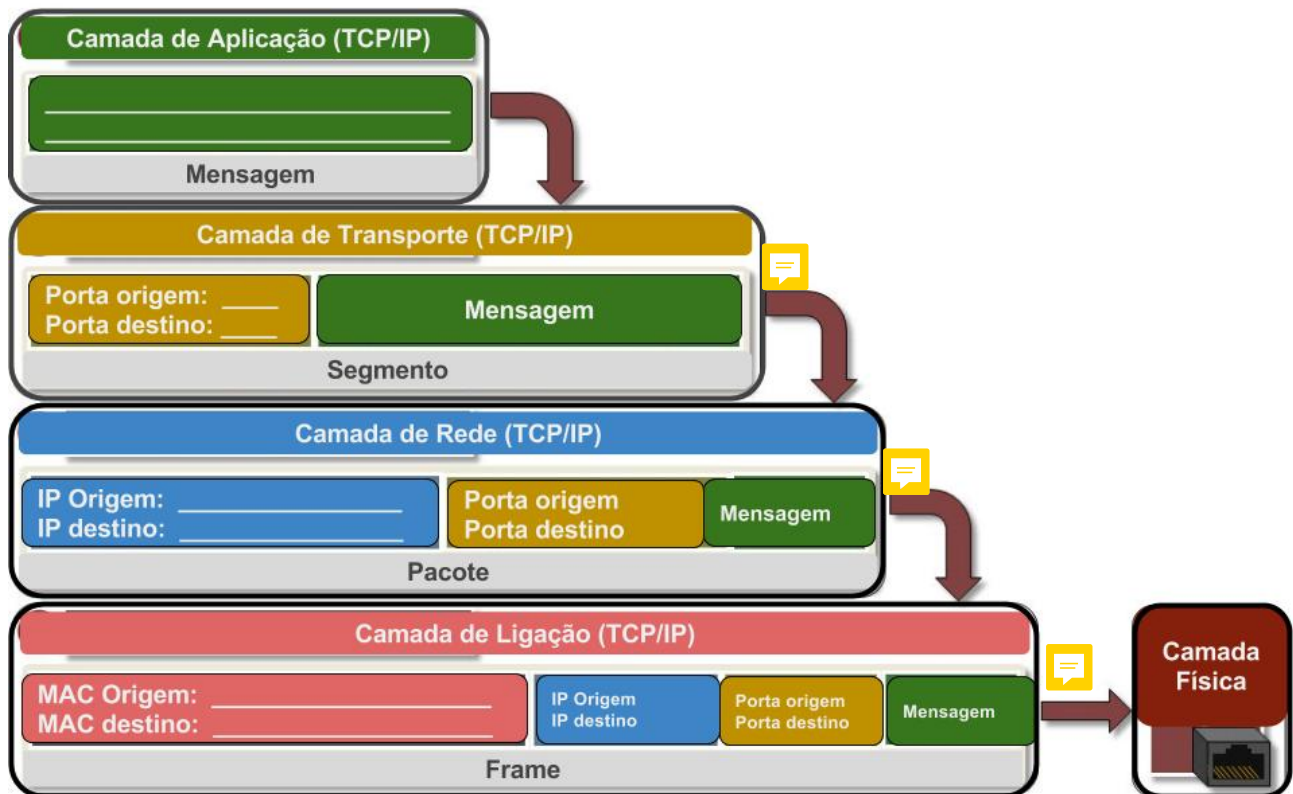 Camada de Aplicação (TCP/IP)
Mensagem
Camada de Transporte (TCP/IP)
Porta origem: ____
Porta destino: ____
Mensagem
Segmento
Camada de Rede (TCP/IP)
IP Origem: ________________
IP destino: ________________
Porta origem
Porta destino
Mensagem
Pacote
Camada de Ligação (TCP/IP)
MAC Origem: ____________________
MAC destino: ____________________
IP Origem
IP destino
Porta origem
Porta destino
Mensagem
Frame
Camada
Física